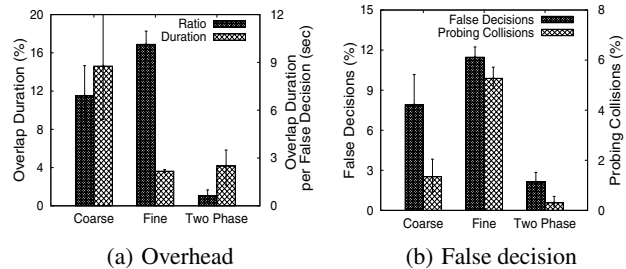 Overlap Duration (%)
20
16
12
8
4
0
Ratio
Duration
12
9
6
3
0
Overlap Duration
per False Decision (sec)
Coarse Fine Two Phase
(a) Overhead
False Decisions (%)
15
12
9
6
3
0
False Decisions
Probing Collisions
8
6
4
2
0
Probing Collisions (%)
Coarse Fine Two Phase
(b) False decision